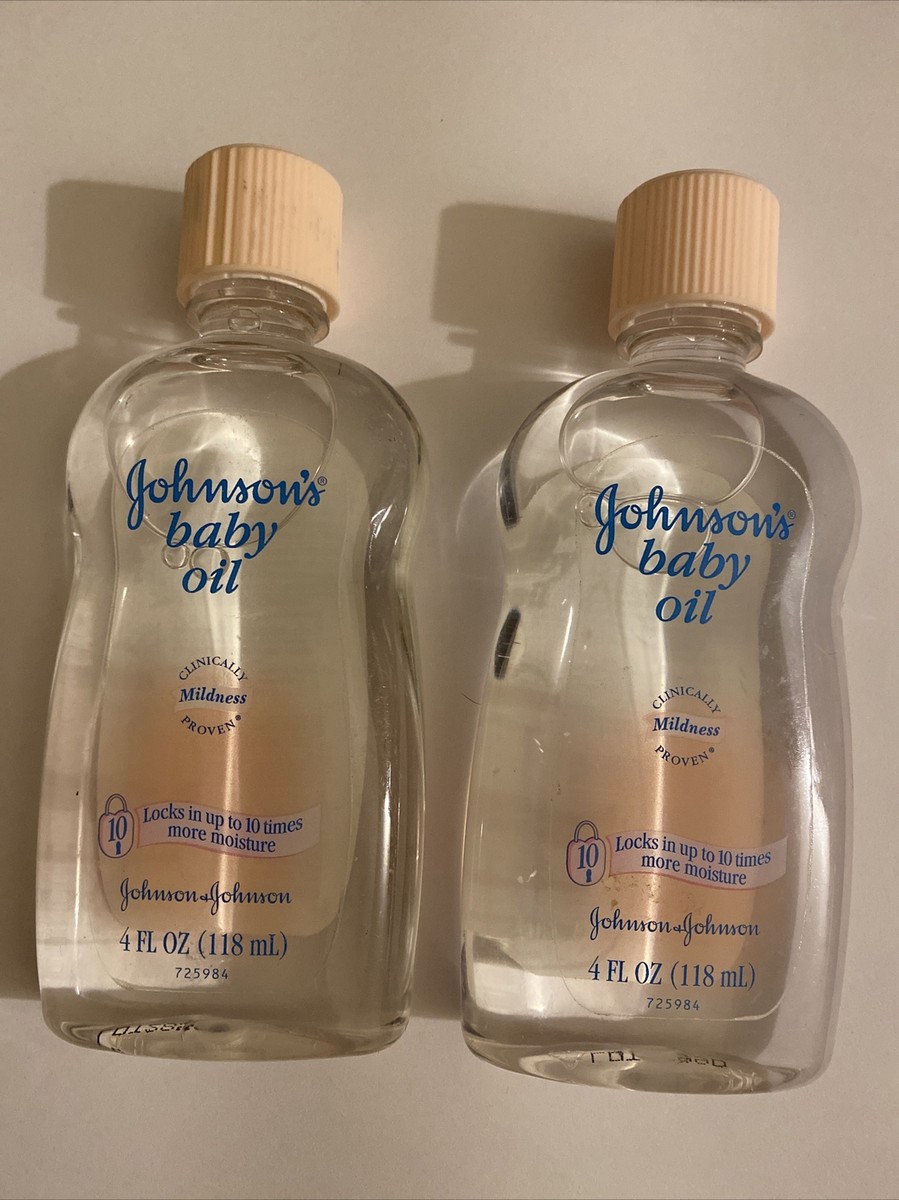 Johnson's®
baby
oil
CLINICALLY
Mildness
PROVEN®
10
Locks in up to 10 times
more moisture
Johnson & Johnson
4 FL OZ (118 mL)
725984
Johnson's®
baby
oil
CLINICALLY
Mildness
PROVEN®
10
Locks in up to 10 times
more moisture
Johnson & Johnson
4 FL OZ (118 mL)
725984